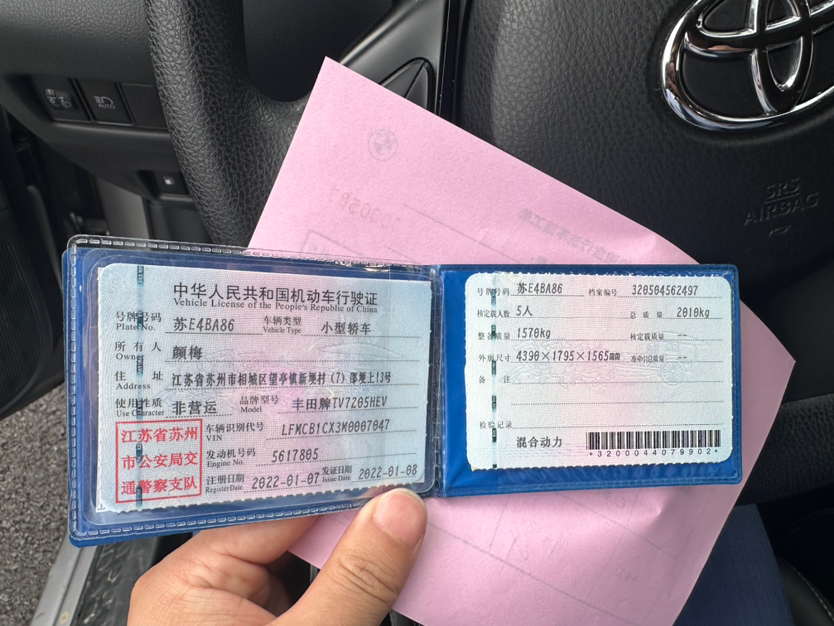 AUTO
SRS
AIRBAG
中华人民共和国机动车行驶证
Vehicle License of the People's Republic of China
号牌号码 苏E4BA86 车辆类型 小型轿车
Plate No. Vehicle Type
所有人 颜梅
Owner
住址 江苏省苏州市相城区望亭镇新埂村(7)邵坝上13号
Address
使用性质 非营运 品牌型号 丰田牌TV7205HEV
Use Character Model
江苏省苏州
市公安局交
通警察支队
车辆识别代号 LFMCB1CX3M0007047
VIN
发动机号码 5617805
Engine No.
注册日期 2022-01-07 发证日期 2022-01-08
Register Date Issue Date
号牌号码 苏E4BA86 档案编号 320504562497
核定载人数 5人 总质量 2010kg
整备质量 1570kg 核定载质量 --
外廓尺寸 4390×1795×1565mm 准牵引总质量 --
备注
检验记录
混合动力
*3200044079902*